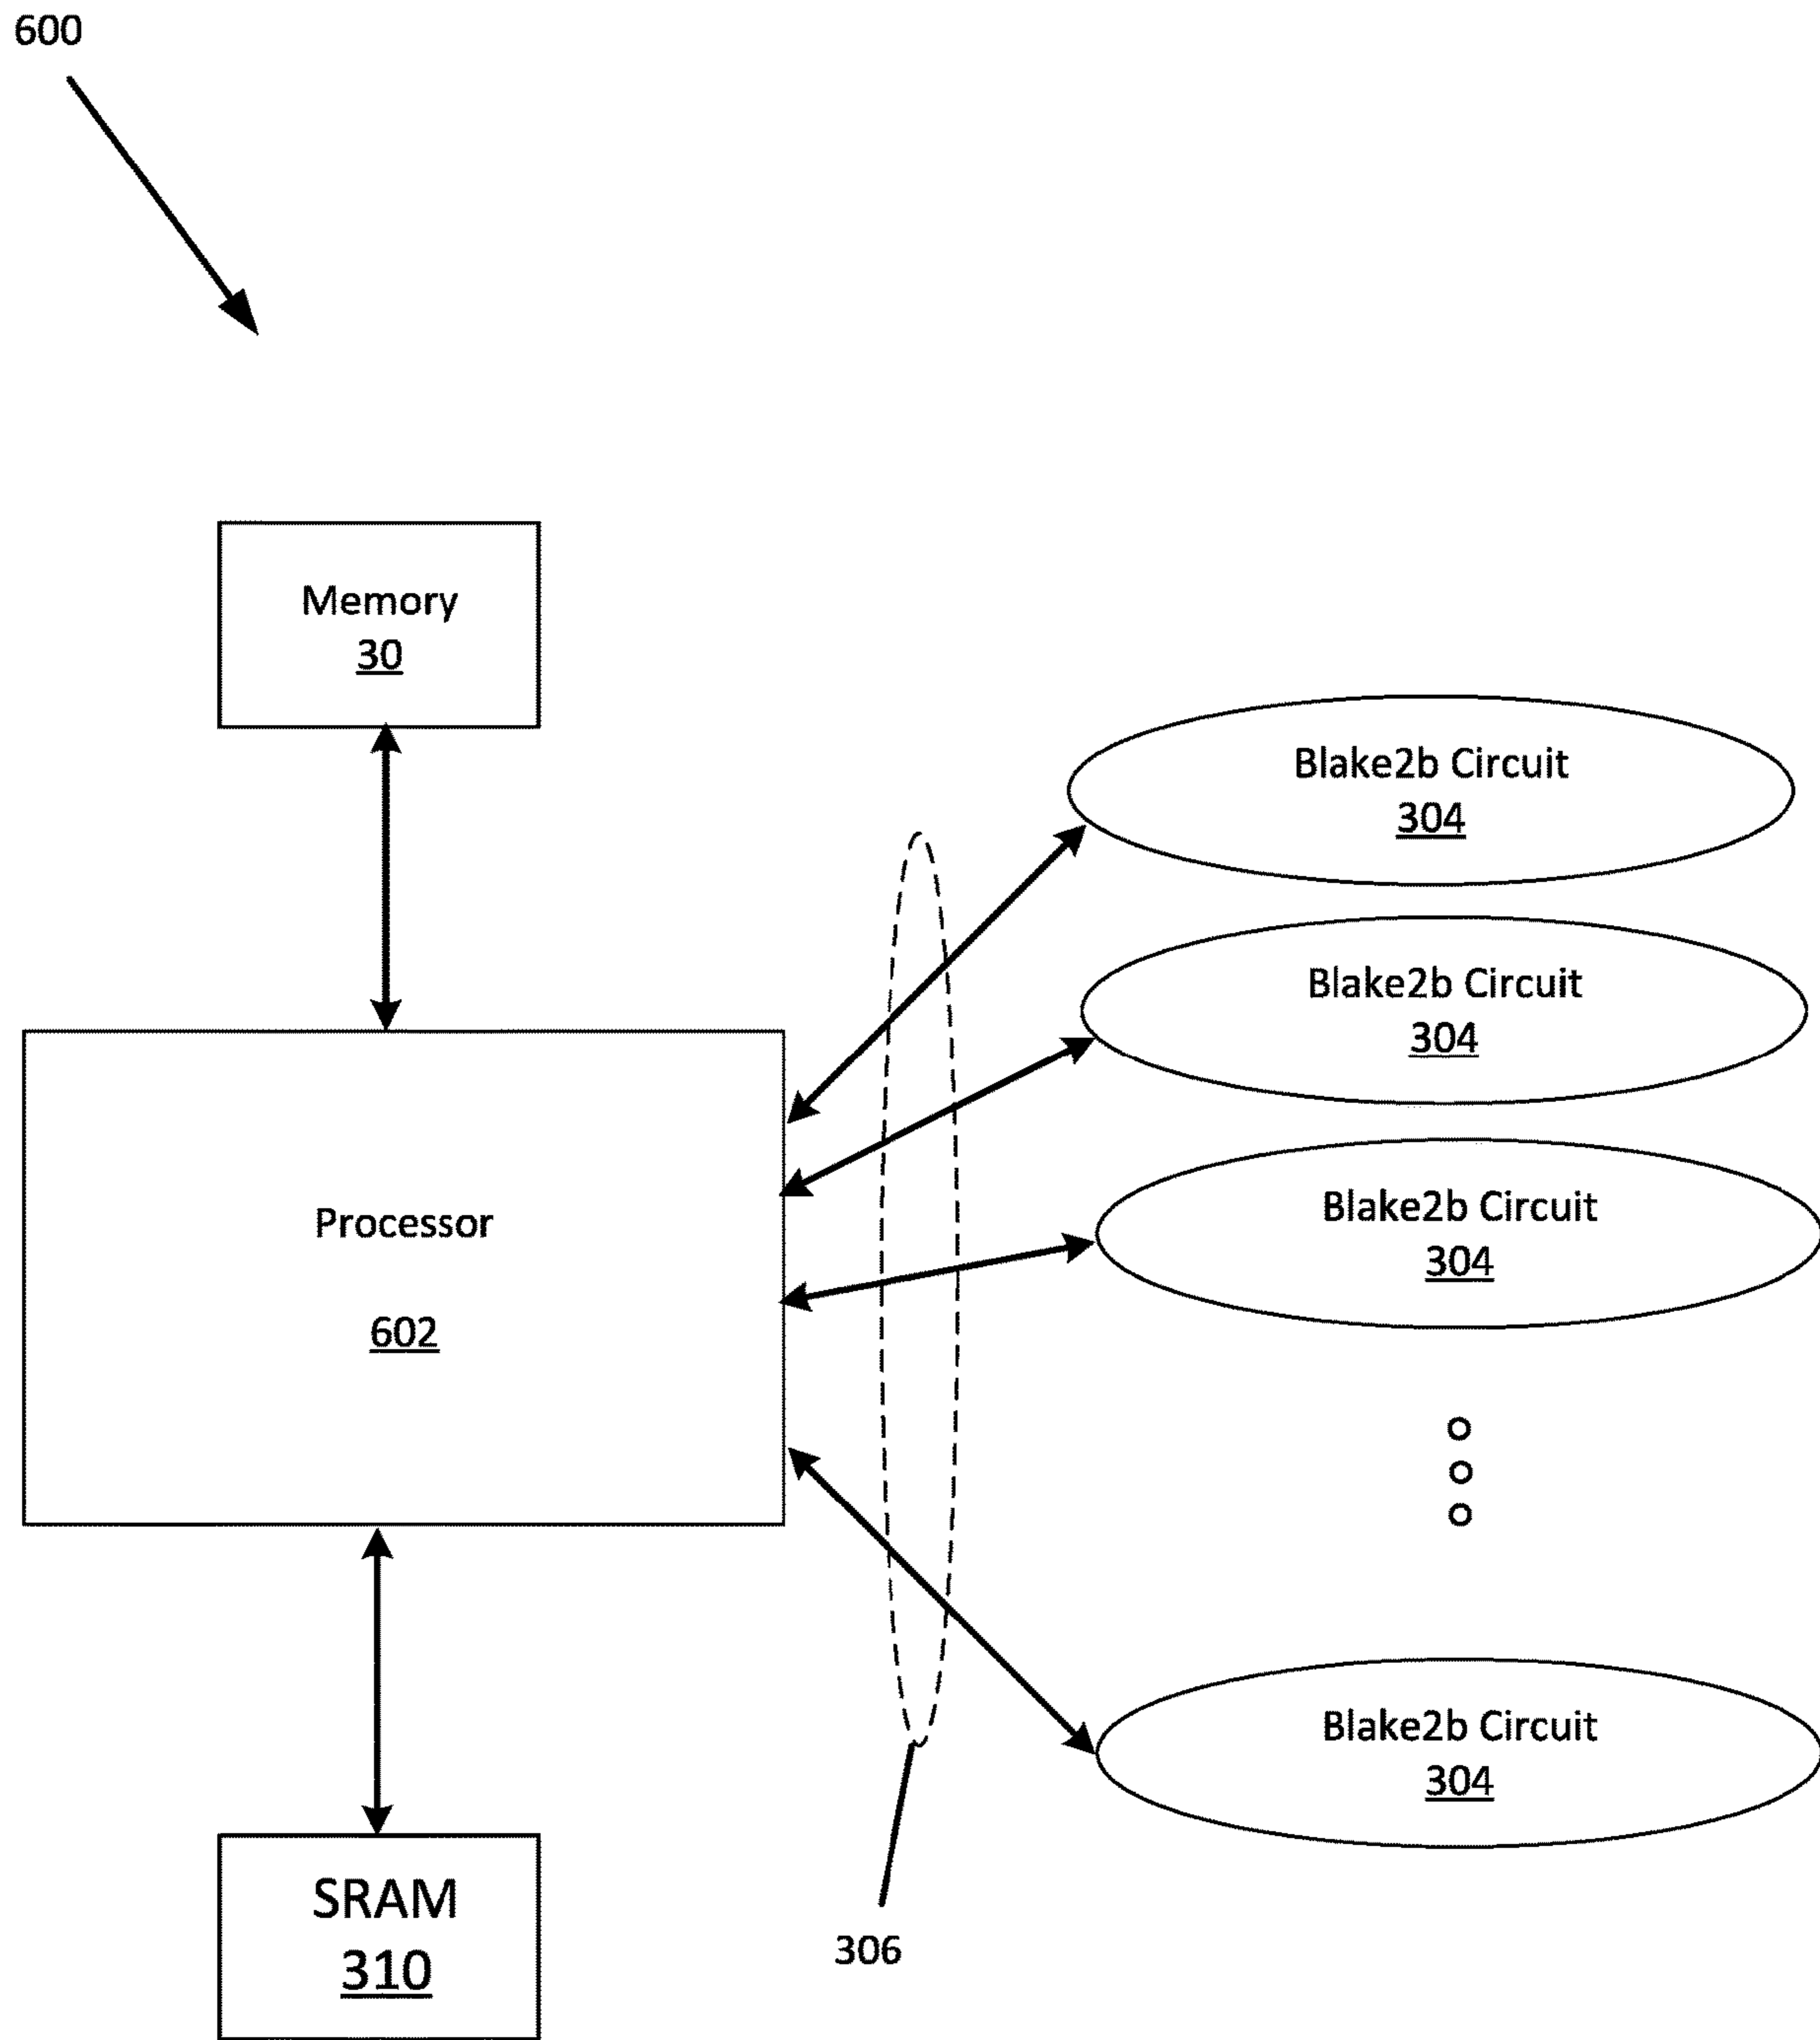 600
Memory
30
Blake2b Circuit
304
Blake2b Circuit
304
Processor
602
Blake2b Circuit
304
Blake2b Circuit
304
SRAM
310
306